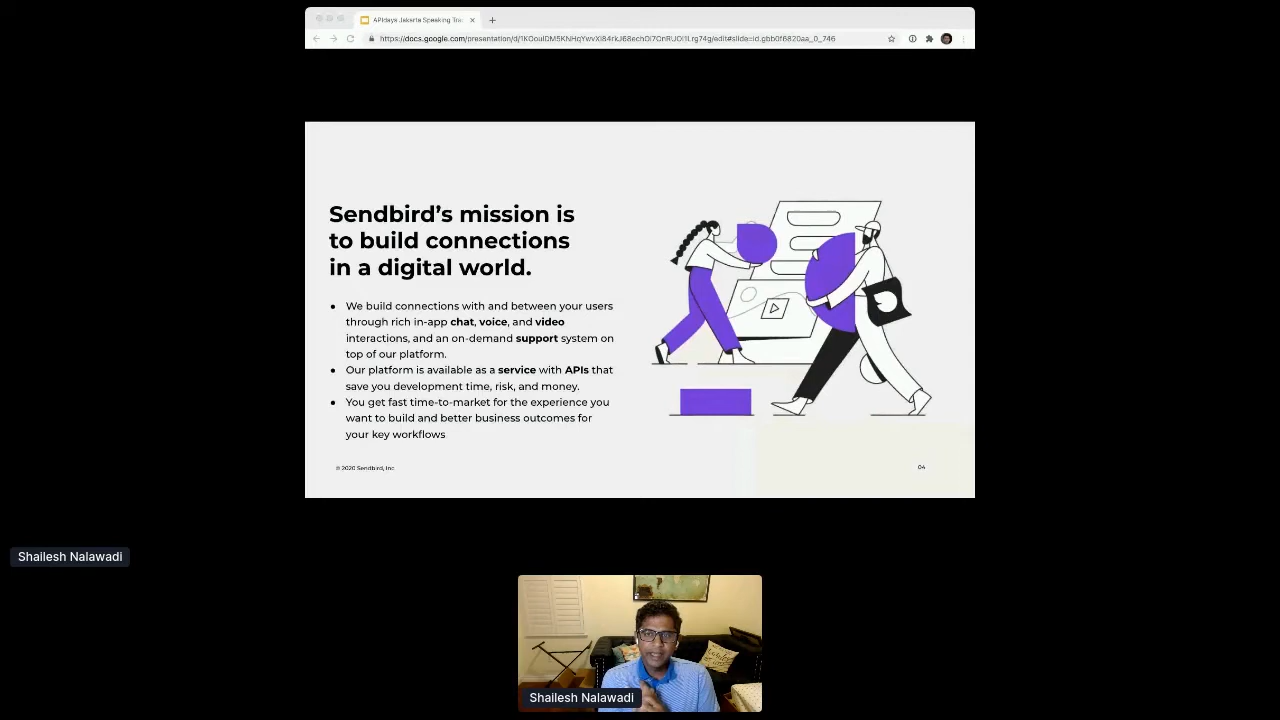 APIdays Jakarta Speaking Tra
Sendbird's mission is
to build connections
in a digital world.
● We build connections with and between your users
through rich in-app chat, voice, and video
interactions, and an on-demand support system on
top of our platform.
● Our platform is available as a service with APIs that
save you development time, risk, and money.
● You get fast time-to-market for the experience you
want to build and better business outcomes for
your key workflows
© 2020 Sendbird, Inc
04
Shailesh Nalawadi
Shailesh Nalawadi